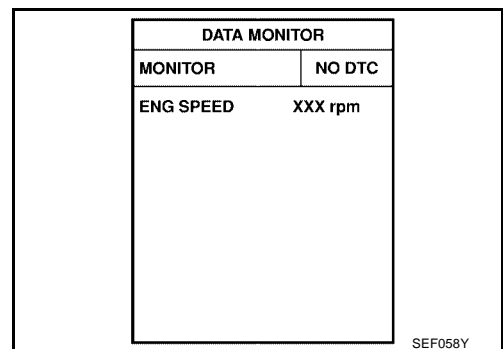 DATA MONITOR
MONITOR NO DTC
ENG SPEED XXX rpm
SEF058Y